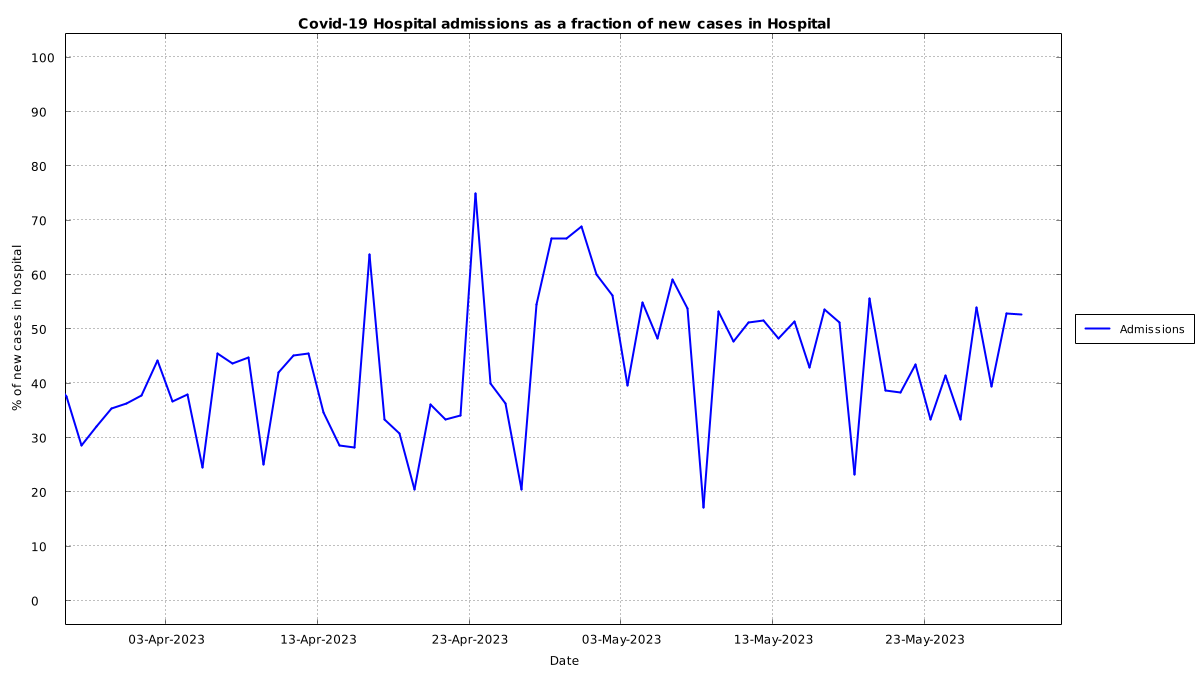 Covid-19 Hospital admissions as a fraction of new cases in Hospital
% of new cases in hospital
100
90
80
70
60
50
40
30
20
10
0
03-Apr-2023
13-Apr-2023
23-Apr-2023
03-May-2023
13-May-2023
23-May-2023
Date
Admissions